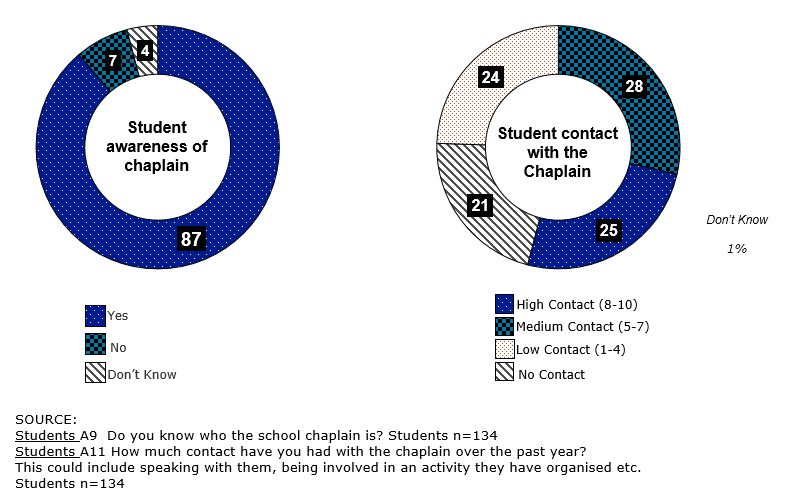 4
7
Student
awareness of
chaplain
87
24
28
Student contact
with the
Chaplain
21
25
Don't Know
1%
Yes
No
Don't Know
High Contact (8-10)
Medium Contact (5-7)
Low Contact (1-4)
No Contact
SOURCE:
Students A9 Do you know who the school chaplain is? Students n=134
Students A11 How much contact have you had with the chaplain over the past year?
This could include speaking with them, being involved in an activity they have organised etc.
Students n=134